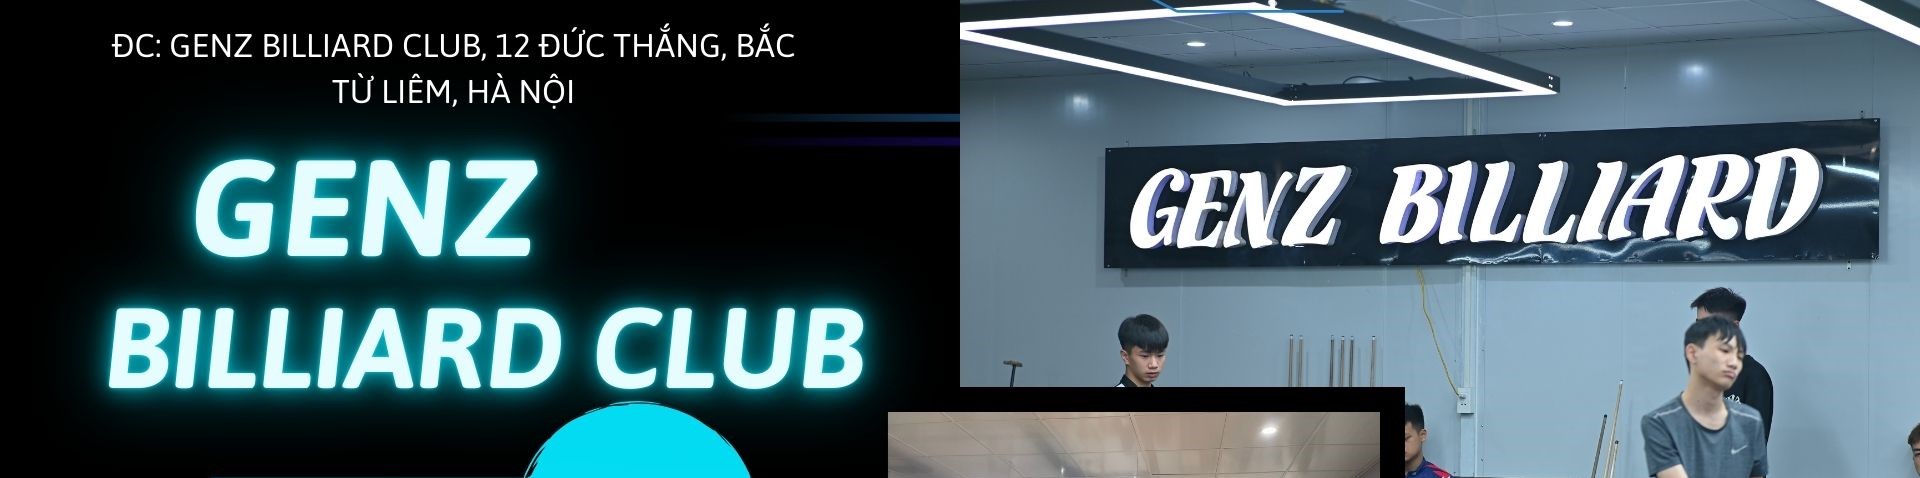 ĐC: GENZ BILLIARD CLUB, 12 ĐỨC THẮNG, BẮC
TỪ LIÊM, HÀ NỘI
GENZ
BILLIARD CLUB
GENZ BILLIARD